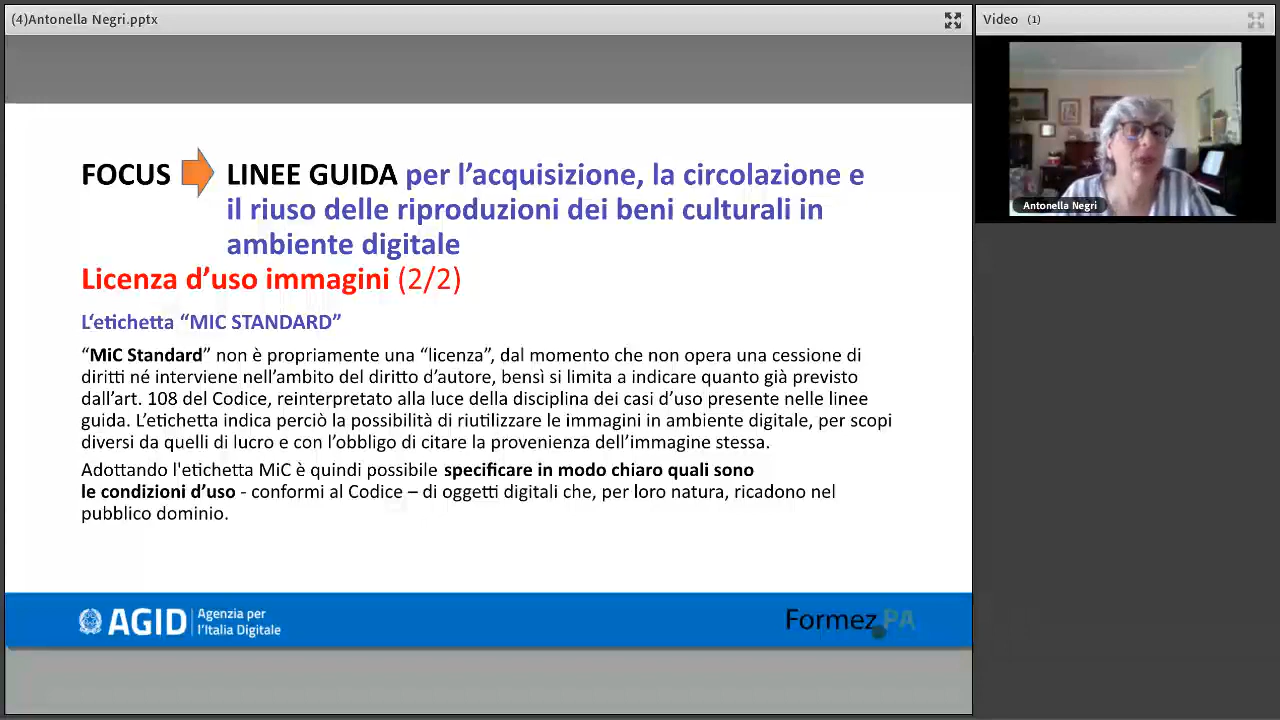 (4)Antonella Negri.pptx
Video (1)
FOCUS LINEE GUIDA per l’acquisizione, la circolazione e
il riuso delle riproduzioni dei beni culturali in
ambiente digitale
Licenza d’uso immagini (2/2)
L‘etichetta “MIC STANDARD”
“MiC Standard” non è propriamente una “licenza”, dal momento che non opera una cessione di
diritti né interviene nell’ambito del diritto d’autore, bensì si limita a indicare quanto già previsto
dall’art. 108 del Codice, reinterpretato alla luce della disciplina dei casi d’uso presente nelle linee
guida. L’etichetta indica perciò la possibilità di riutilizzare le immagini in ambiente digitale, per scopi
diversi da quelli di lucro e con l’obbligo di citare la provenienza dell’immagine stessa.
Adottando l'etichetta MiC è quindi possibile specificare in modo chiaro quali sono
le condizioni d’uso - conformi al Codice – di oggetti digitali che, per loro natura, ricadono nel
pubblico dominio.
AGID Agenzia per
l’Italia Digitale
Formez PA
Antonella Negri